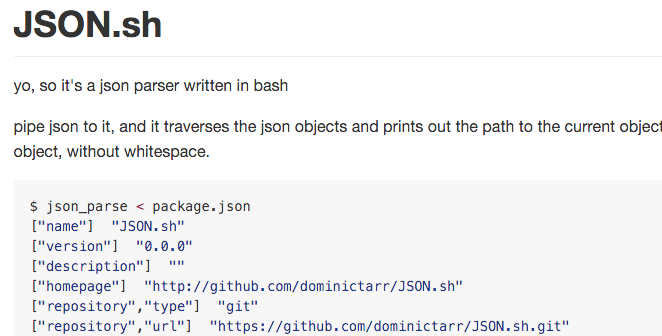 JSON.sh
yo, so it's a json parser written in bash
pipe json to it, and it traverses the json objects and prints out the path to the current object
object, without whitespace.
$ json_parse < package.json
["name"]  "JSON.sh"
["version"]  "0.0.0"
["description"]  ""
["homepage"]  "http://github.com/dominictarr/JSON.sh"
["repository","type"]  "git"
["repository","url"]  "https://github.com/dominictarr/JSON.sh.git"